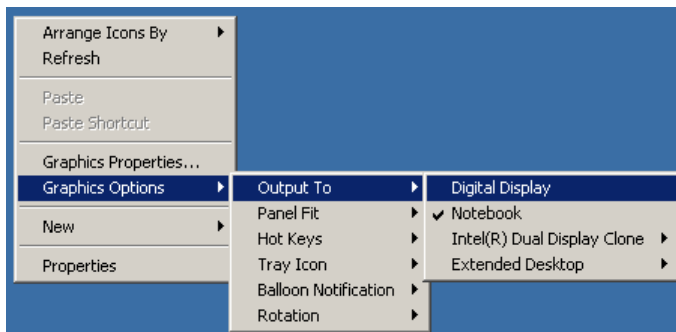 Arrange Icons By
Refresh
Paste
Paste Shortcut
Graphics Properties...
Graphics Options
New
Properties
Output To
Panel Fit
Hot Keys
Tray Icon
Balloon Notification
Rotation
Digital Display
Notebook
Intel(R) Dual Display Clone
Extended Desktop